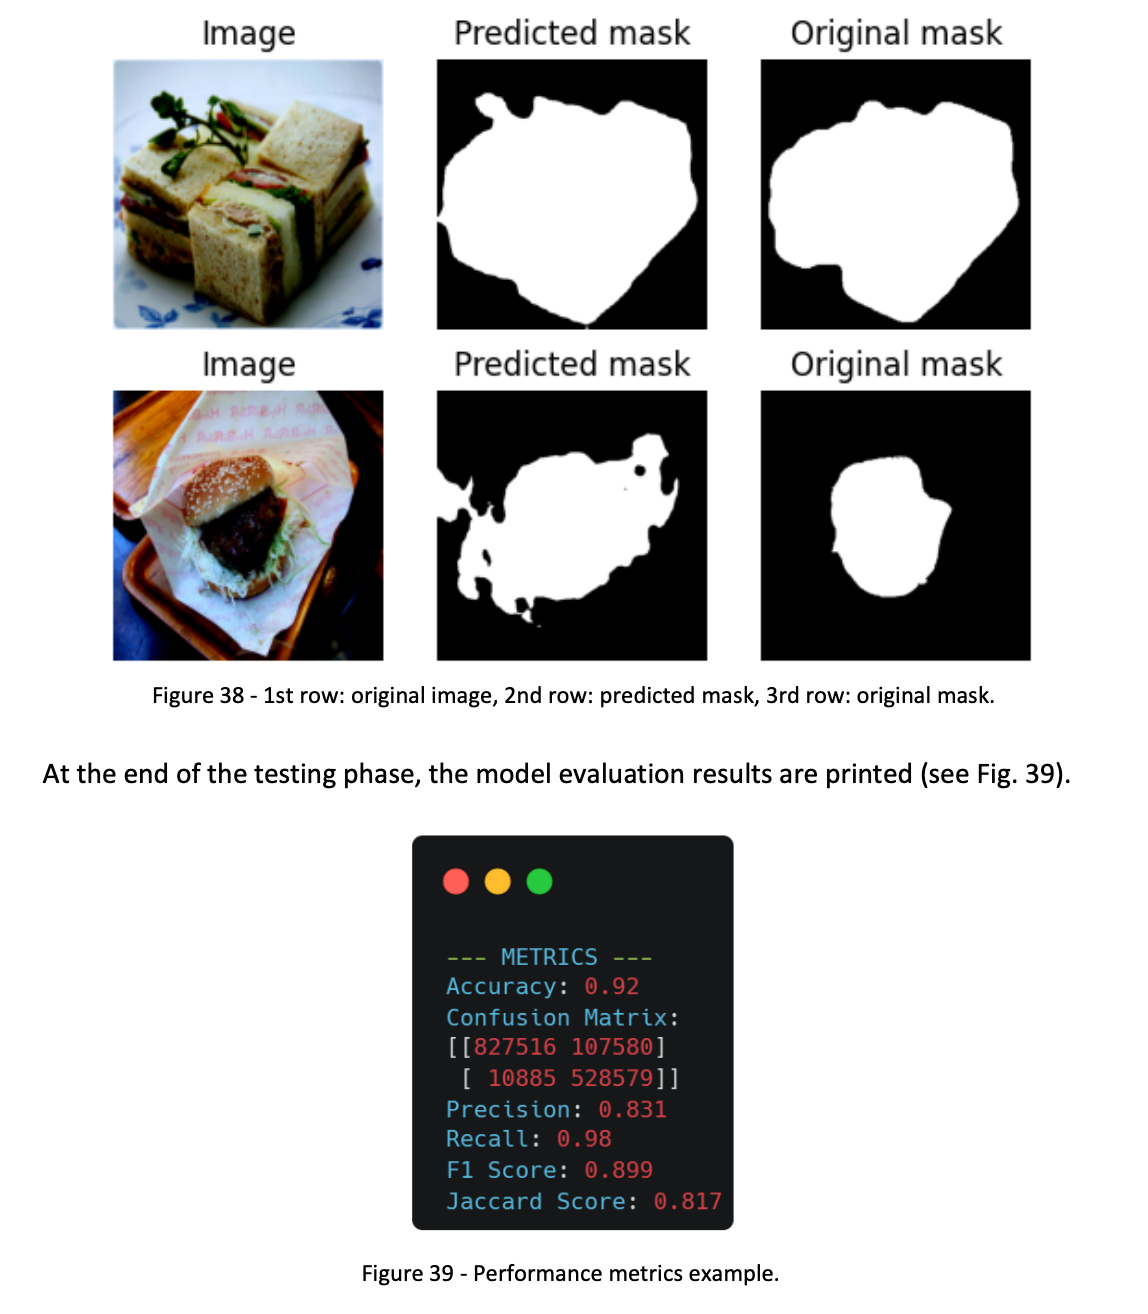 Image Predicted mask Original mask
Image Predicted mask Original mask
Figure 38 - 1st row: original image, 2nd row: predicted mask, 3rd row: original mask.
At the end of the testing phase, the model evaluation results are printed (see Fig. 39).
--- METRICS ---
Accuracy: 0.92
Confusion Matrix:
[[827516 107580]
[ 10885 528579]]
Precision: 0.831
Recall: 0.98
F1 Score: 0.899
Jaccard Score: 0.817
Figure 39 - Performance metrics example.